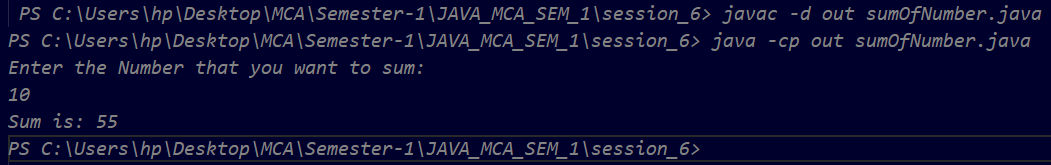 PS C:\Users\hp\Desktop\MCA\Semester-1\JAVA_MCA_SEM_1\session_6> javac -d out sumOfNumber.java
PS C:\Users\hp\Desktop\MCA\Semester-1\JAVA_MCA_SEM_1\session_6> java -cp out sumOfNumber.java
Enter the Number that you want to sum:
10
Sum is: 55
PS C:\Users\hp\Desktop\MCA\Semester-1\JAVA_MCA_SEM_1\session_6>